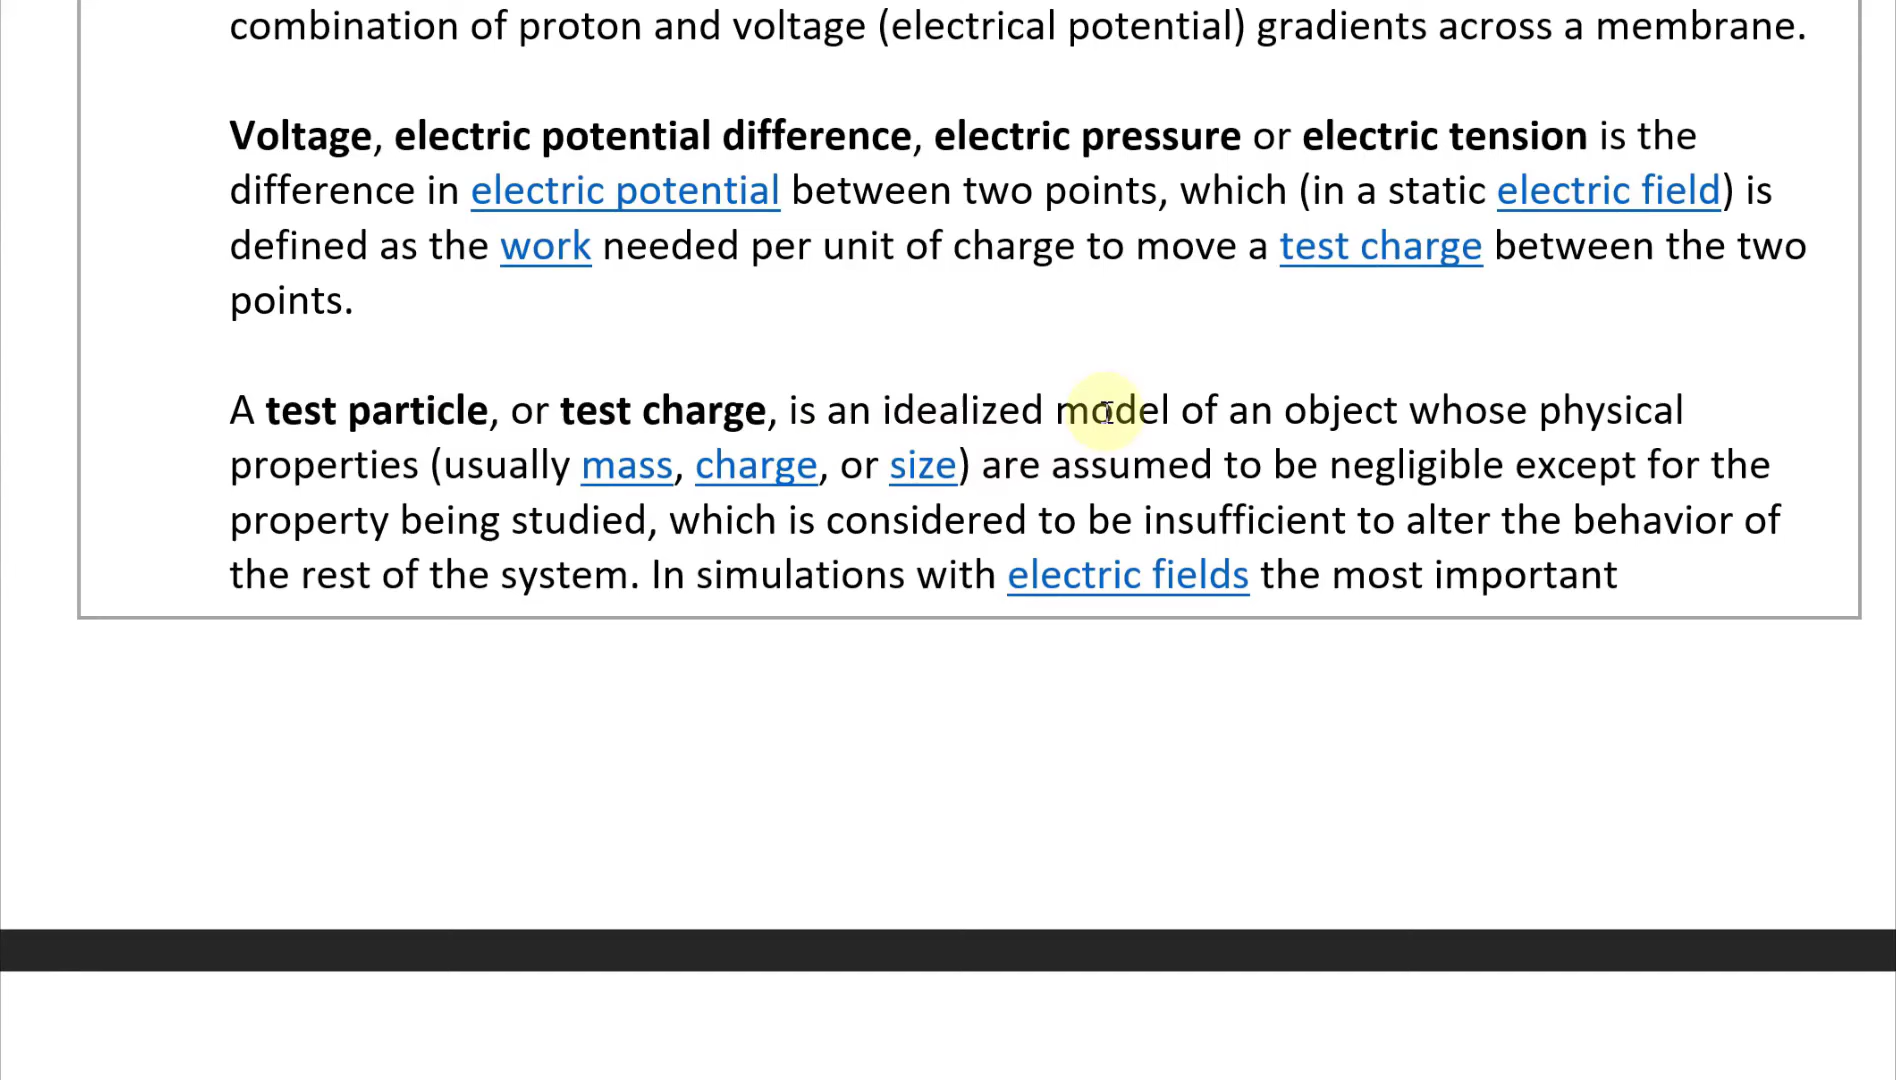 combination of proton and voltage (electrical potential) gradients across a membrane.
Voltage, electric potential difference, electric pressure or electric tension is the
difference in electric potential between two points, which (in a static electric field) is
defined as the work needed per unit of charge to move a test charge between the two
points.
A test particle, or test charge, is an idealized model of an object whose physical
properties (usually mass, charge, or size) are assumed to be negligible except for the
property being studied, which is considered to be insufficient to alter the behavior of
the rest of the system. In simulations with electric fields the most important